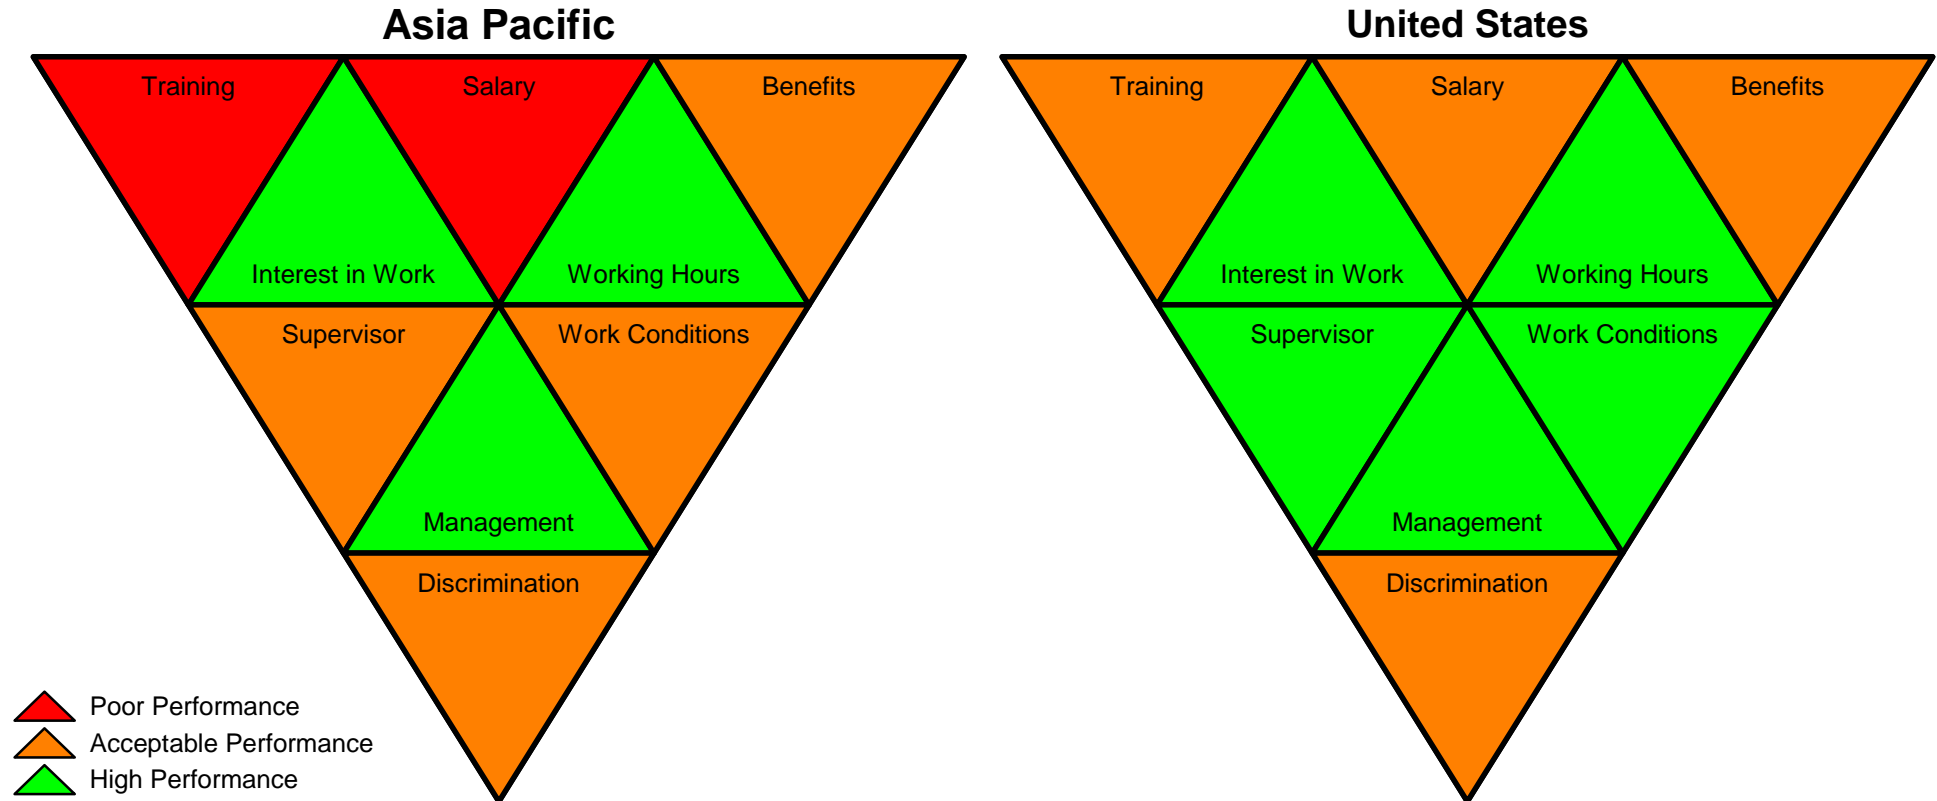 Asia Pacific
Training
Salary
Benefits
Interest in Work
Working Hours
Supervisor
Work Conditions
Management
Discrimination
United States
Training
Salary
Benefits
Interest in Work
Working Hours
Supervisor
Work Conditions
Management
Discrimination
Poor Performance
Acceptable Performance
High Performance